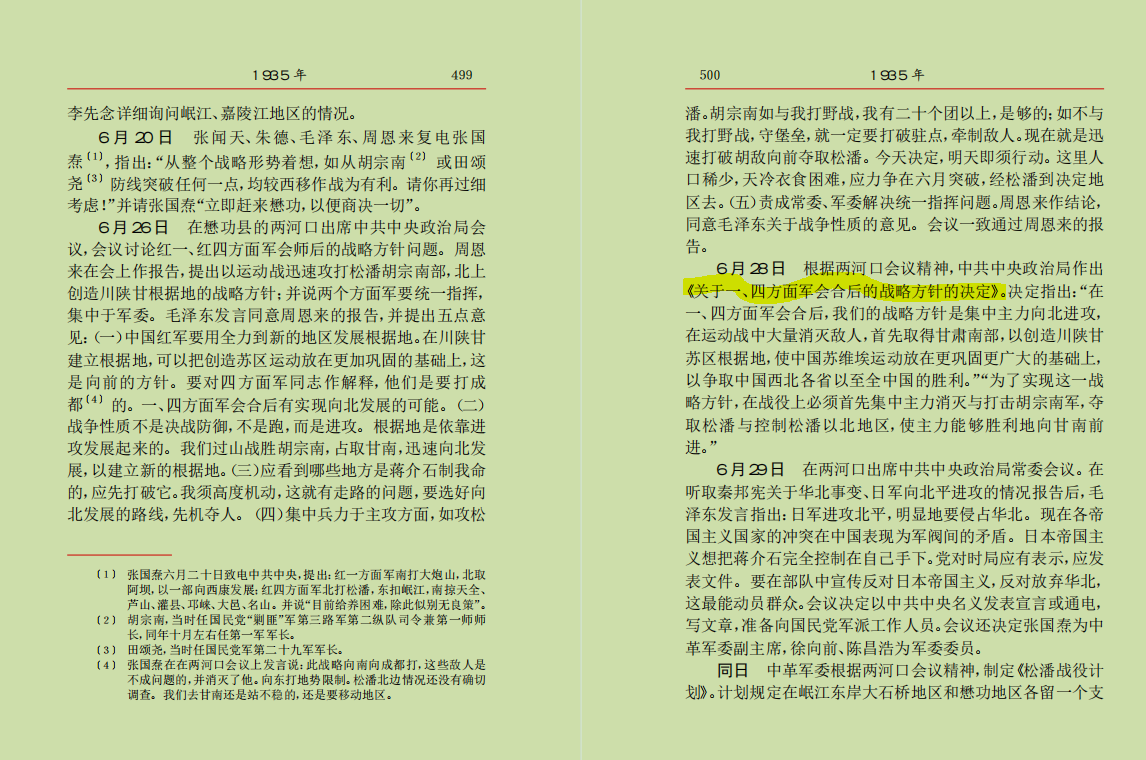 1935 年 499
李先念详细询问岷江、嘉陵江地区的情况。
6月20日 张闻天、朱德、毛泽东、周恩来复电张国
焘〔1〕,指出:“从整个战略形势着想,如从胡宗南〔2〕或田颂
尧〔3〕防线突破任何一点,均较西移作战为有利。请你再过细
考虑!”并请张国焘“立即赶来懋功,以便商决一切”。
6月26日 在懋功县的两河口出席中共中央政治局会
议,会议讨论红一、红四方面军会师后的战略方针问题。周恩
来在会上作报告,提出以运动战迅速攻打松潘胡宗南部,北上
创造川陕甘根据地的战略方针;并说两个方面军要统一指挥,
集中于军委。毛泽东发言同意周恩来的报告,并提出五点意
见:(一)中国红军要用全力到新的地区发展根据地。在川陕甘
建立根据地,可以把创造苏区运动放在更加巩固的基础上,这
是向前的方针。要对四方面军同志作解释,他们是要打成
都〔4〕的。一、四方面军会合后有实现向北发展的可能。(二)
战争性质不是决战防御,不是跑,而是进攻。根据地是依靠进
攻发展起来的。我们过山战胜胡宗南,占取甘南,迅速向北发
展,以建立新的根据地。(三)应看到哪些地方是蒋介石制我命
的,应先打破它。我须高度机动,这就有走路的问题,要选好向
北发展的路线,先机夺人。(四)集中兵力于主攻方面,如攻松
〔1〕 张国焘六月二十日致电中共中央,提出:红一方面军南打大炮山,北取
阿坝,以一部向西康发展;红四方面军北打松潘,东扣岷江,南掠天全、
芦山、灌县、邛崃、大邑、名山。并说“目前给养困难,除此似别无良策”。
〔2〕 胡宗南,当时任国民党“剿匪”军第三路军第二纵队司令兼第一师师
长,同年十月左右任第一军军长。
〔3〕 田颂尧,当时任国民党军第二十九军军长。
〔4〕 张国焘在在两河口会议上发言说:此战略向南向成都打,这些敌人是
不成问题的,并消灭了他。向东打地势限制。松潘北边情况还没有确切
调查。我们去甘南还是站不稳的,还是要移动地区。
500 1935 年
潘。胡宗南如与我打野战,我有二十个团以上,是够的;如不与
我打野战,守堡垒,就一定要打破驻点,牵制敌人。现在就是迅
速打破胡敌向前夺取松潘。今天决定,明天即须行动。这里人
口稀少,天冷衣食困难,应力争在六月突破,经松潘到决定地
区去。(五)责成常委、军委解决统一指挥问题。周恩来作结论,
同意毛泽东关于战争性质的意见。会议一致通过周恩来的报
告。
6月28日 根据两河口会议精神,中共中央政治局作出
《关于一、四方面军会合后的战略方针的决定》。决定指出:“在
一、四方面军会合后,我们的战略方针是集中主力向北进攻,
在运动战中大量消灭敌人,首先取得甘肃南部,以创造川陕甘
苏区根据地,使中国苏维埃运动放在更巩固更广大的基础上,
以争取中国西北各省以至全中国的胜利。”“为了实现这一战
略方针,在战役上必须首先集中主力消灭与打击胡宗南军,夺
取松潘与控制松潘以北地区,使主力能够胜利地向甘南前
进。”
6月29日 在两河口出席中共中央政治局常委会议。在
听取秦邦宪关于华北事变、日军向北平进攻的情况报告后,毛
泽东发言指出:日军进攻北平,明显地要侵占华北。现在各帝
国主义国家的冲突在中国表现为军阀间的矛盾。日本帝国主
义想把蒋介石完全控制在自己手下。党对时局应有表示,应发
表文件。要在部队中宣传反对日本帝国主义,反对放弃华北,
这最能动员群众。会议决定以中共中央名义发表宣言或通电,
写文章,准备向国民党军派工作人员。会议还决定张国焘为中
革军委副主席,徐向前、陈昌浩为军委委员。
同日 中革军委根据两河口会议精神,制定《松潘战役计
划》。计划规定在岷江东岸大石桥地区和懋功地区各留一个支